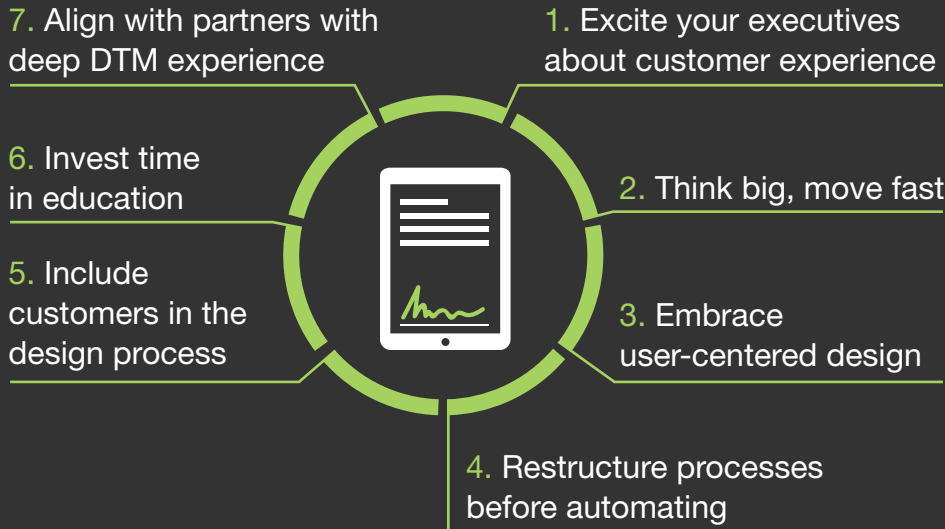 1. Excite your executives
about customer experience
2. Think big, move fast
3. Embrace
user-centered design
4. Restructure processes
before automating
5. Include
customers in the
design process
6. Invest time
in education
7. Align with partners with
deep DTM experience